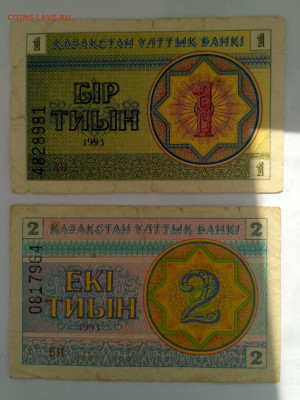 COINS.LAVE.RU
1 ҚАЗАҚСТАН ҰЛТТЫҚ БАНКІ 1
БІР
ТИЫН
1993
4828981
1
2 ҚАЗАҚСТАН ҰЛТТЫҚ БАНКІ 2
ЕКІ
ТИЫН
2
1993
0817964
БИ
2